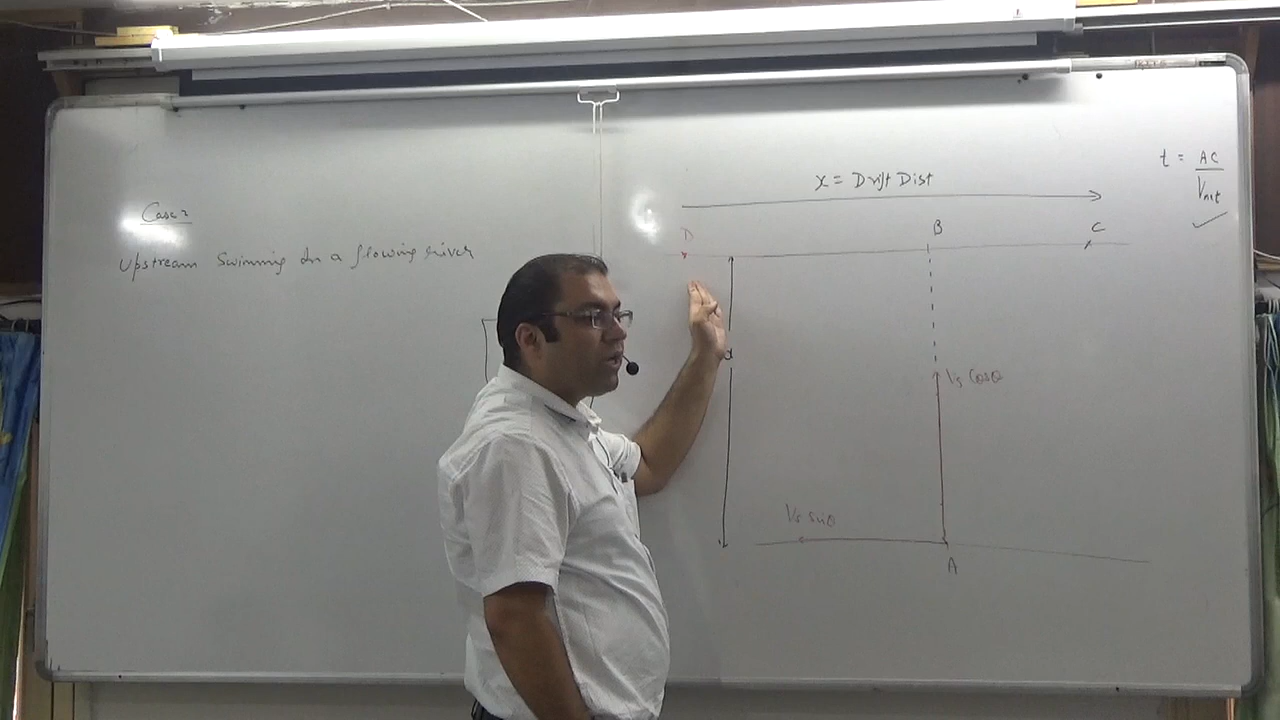 Case 2
Upstream Swimming In a flowing river
x = Drift Dist
t = AC
Vnet
D
B
C
d
Vs Cosθ
Vs sinθ
A